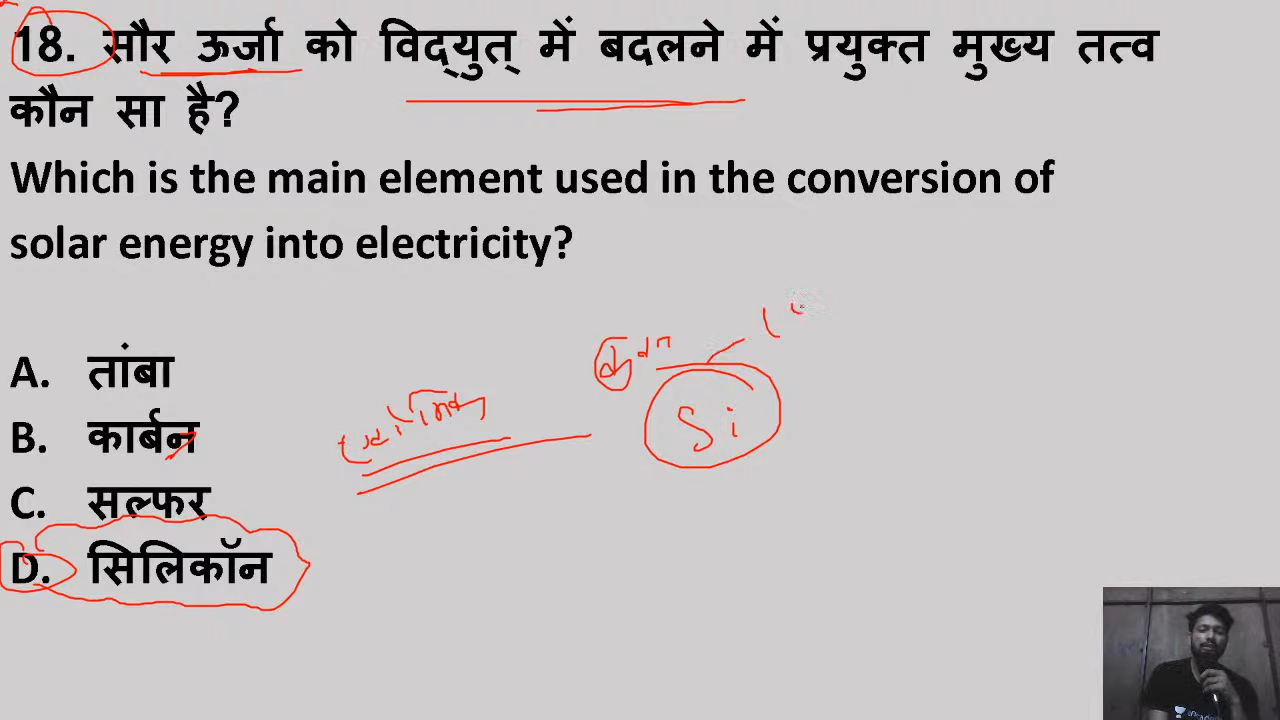 18. सौर ऊर्जा को विद्युत् में बदलने में प्रयुक्त मुख्य तत्व
कौन सा है?
Which is the main element used in the conversion of
solar energy into electricity?
A. तांबा
B. कार्बन
C. सल्फर
D. सिलिकॉन
Si